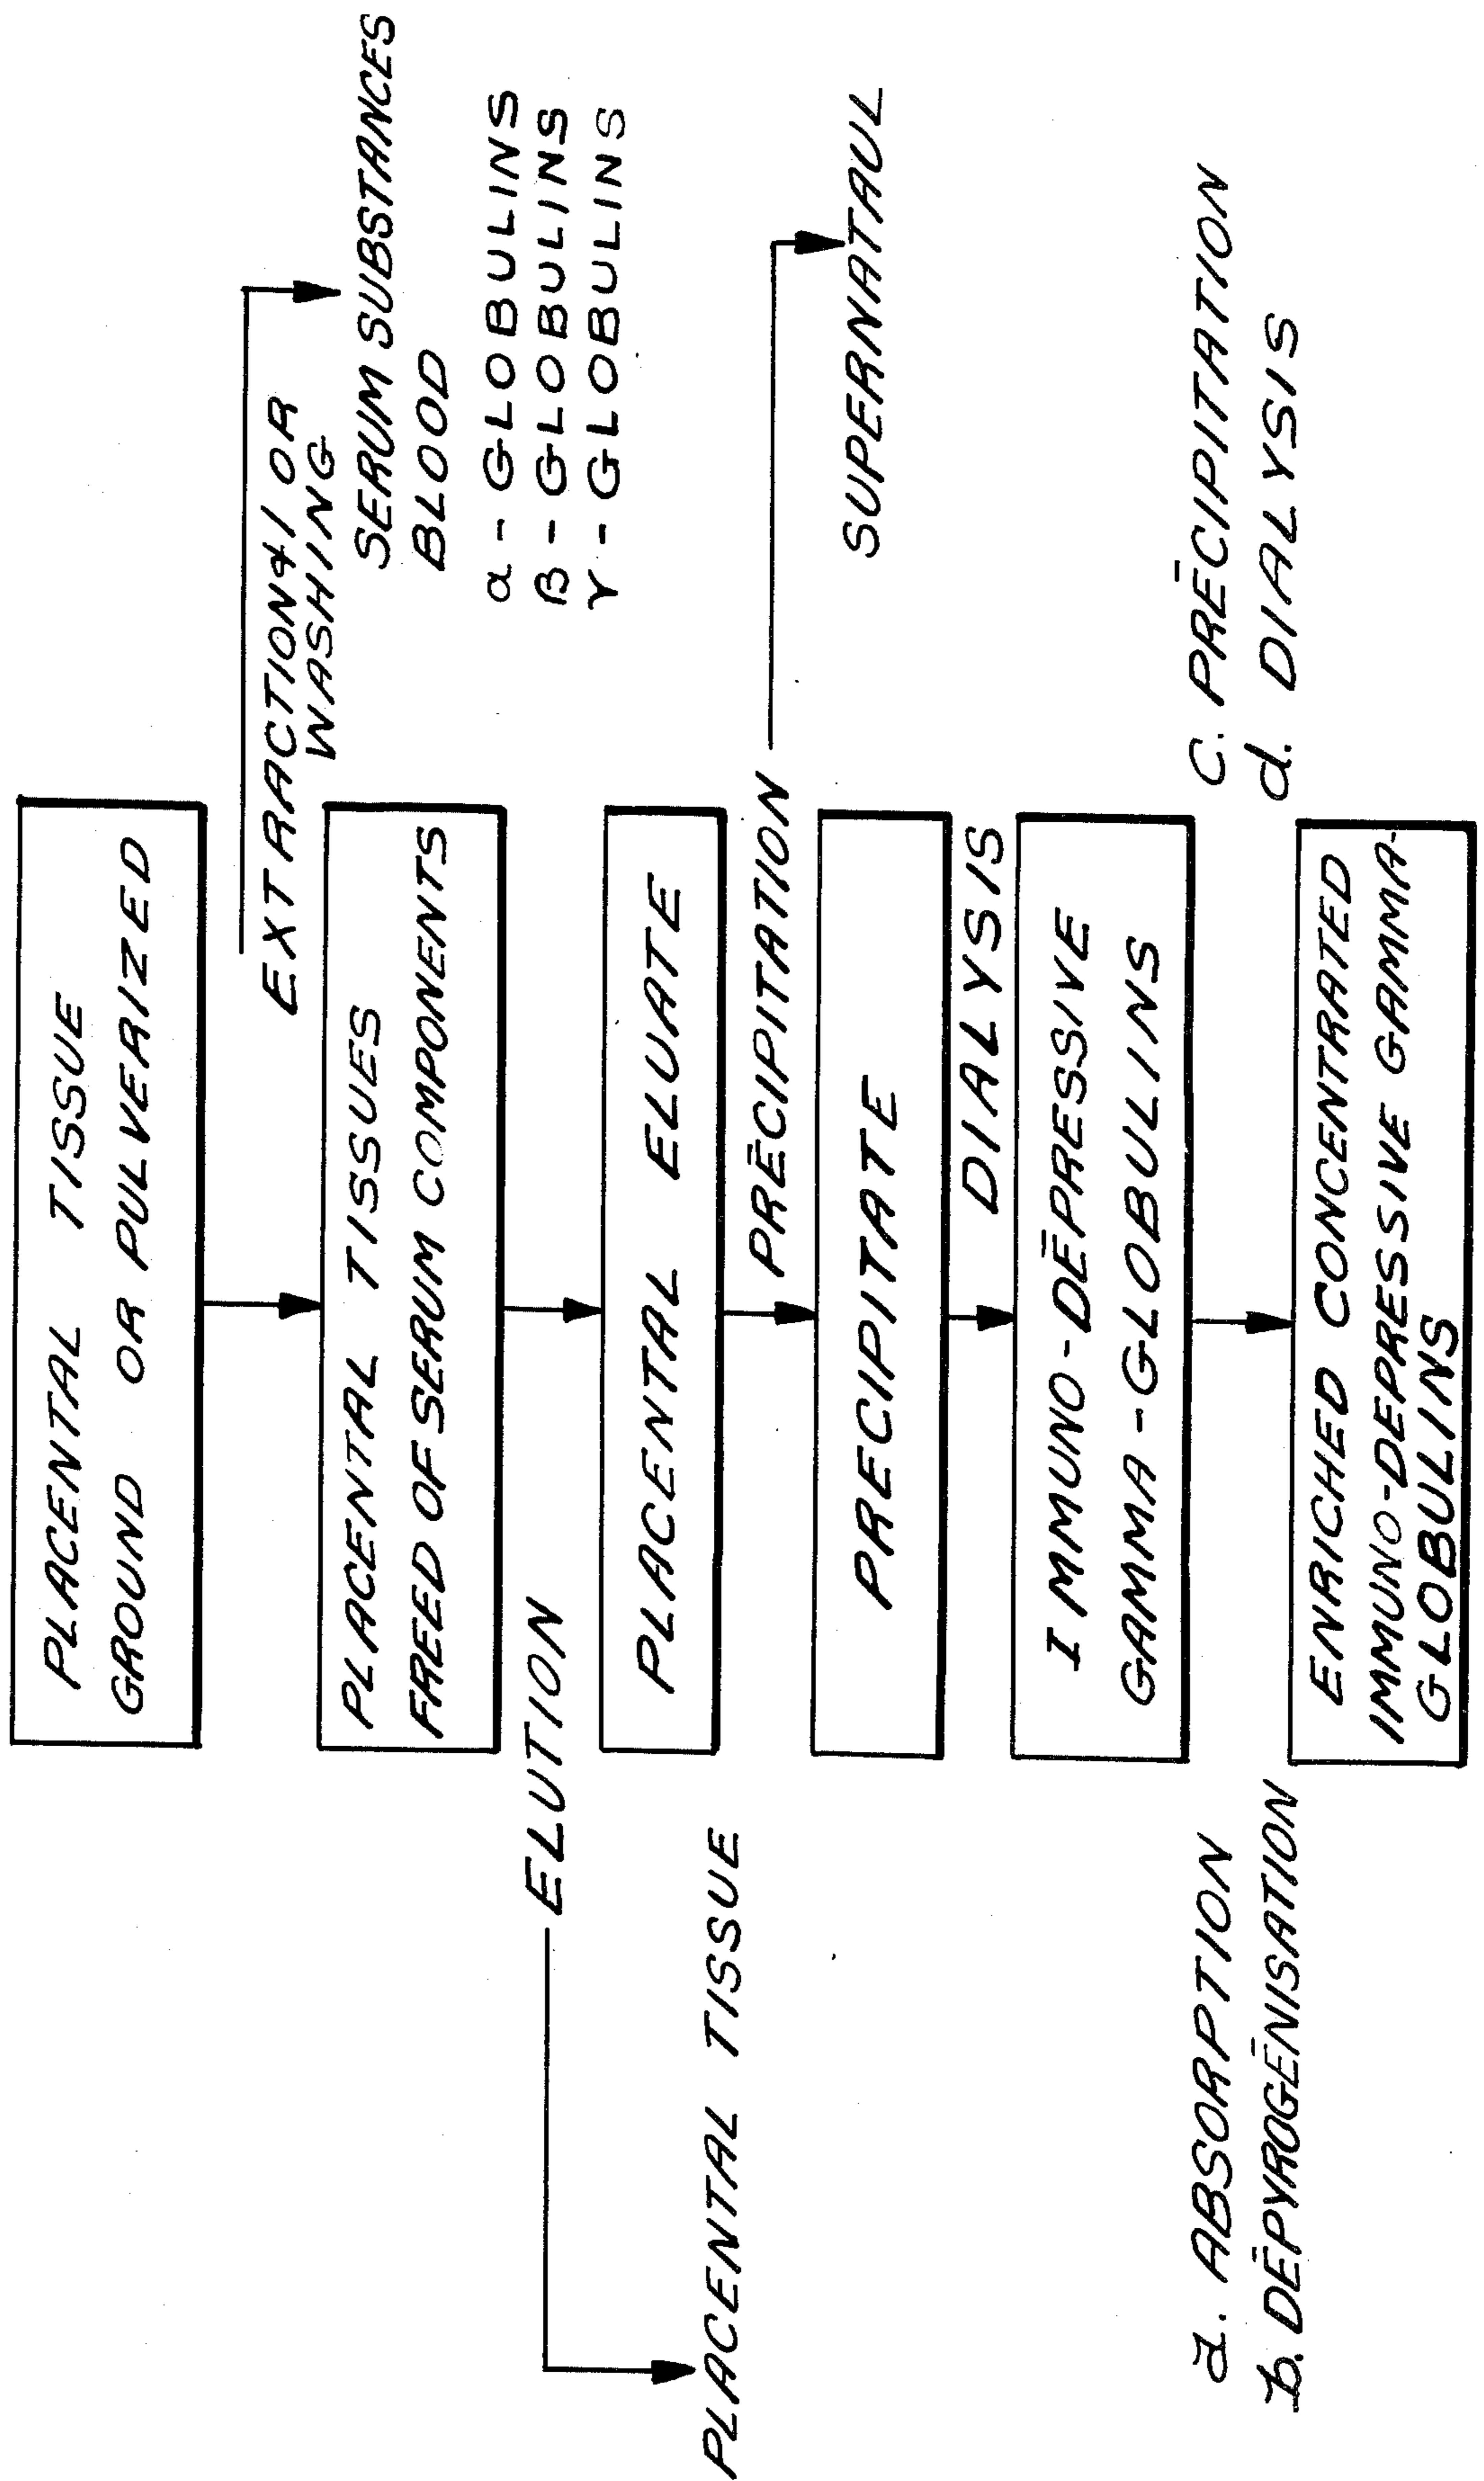 PLACENTAL TISSUE
GROUND OR PULVERIZED
EXTRACTION &/OR
WASHING
SERUM SUBSTANCES
BLOOD
α - GLOBULINS
β - GLOBULINS
γ - GLOBULINS
PLACENTAL TISSUES
FREED OF SERUM COMPONENTS
ELUTION
PLACENTAL TISSUE
PLACENTAL ELUATE
PRĒCIPITATION
SUPERNATAUL
PRECIPITATE
DIALYSIS
IMMUNO-DĒPRESSIVE
GAMMA-GLOBULINS
a. ABSORPTION
b. DĒPYROGĒNISATION
c. PRĒCIPITATION
d. DIALYSIS
ENRICHED CONCENTRATED
IMMUNO-DEPRESSIVE GAMMA-
GLOBULINS